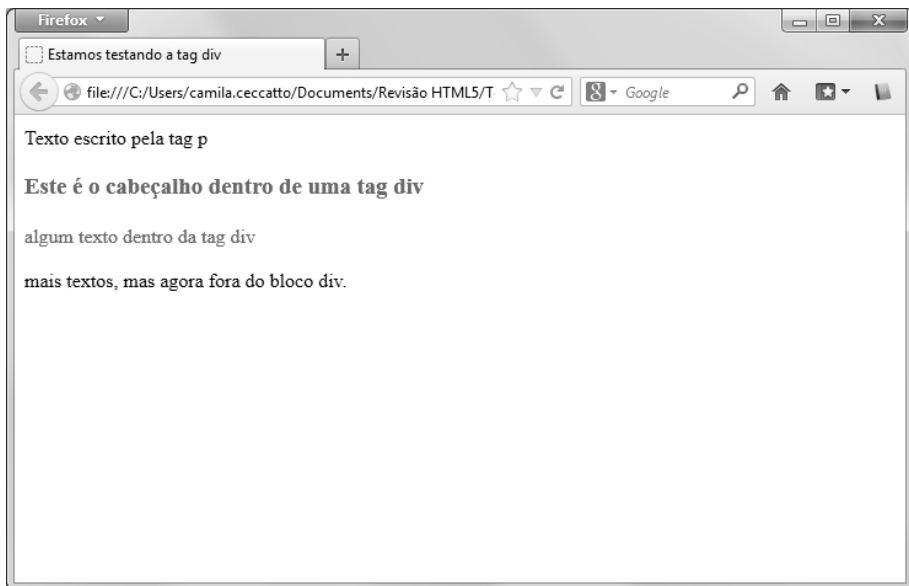 Firefox
Estamos testando a tag div
file:///C:/Users/camila.ceccatto/Documents/Revisão HTML5/T
Google
Texto escrito pela tag p
Este é o cabeçalho dentro de uma tag div
algum texto dentro da tag div
mais textos, mas agora fora do bloco div.